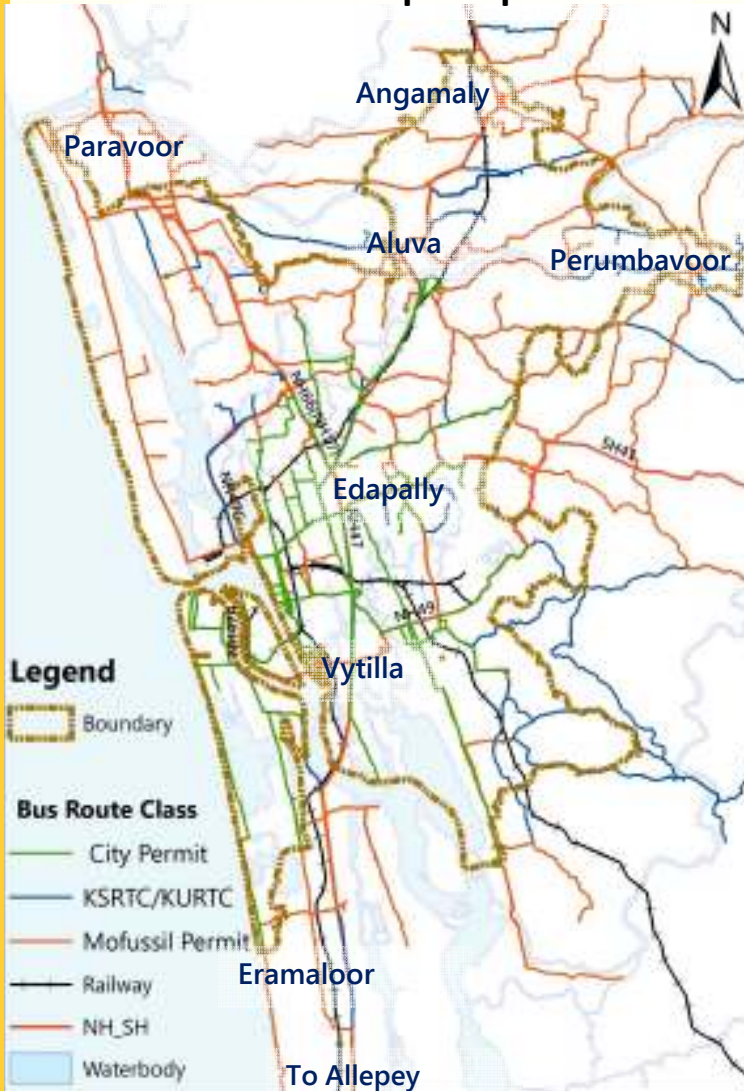 N
Angamaly
Paravoor
Aluva
Perumbavoor
SH41
Edapally
NH49
Vytilla
Legend
Boundary
Bus Route Class
City Permit
KSRTC/KURTC
Mofussil Permit
Railway
NH_SH
Waterbody
Eramaloor
To Allepey